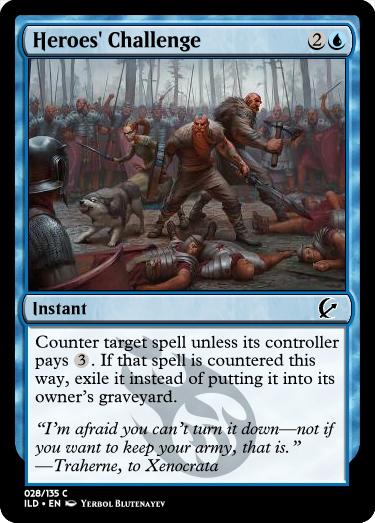 Heroes' Challenge 2
Instant
Counter target spell unless its controller
pays 3. If that spell is countered this
way, exile it instead of putting it into its
owner's graveyard.
“I'm afraid you can't turn it down—not if
you want to keep your army, that is.”
—Traherne, to Xenocrata
028/135 C
ILD • EN Yerbol Blutenayev